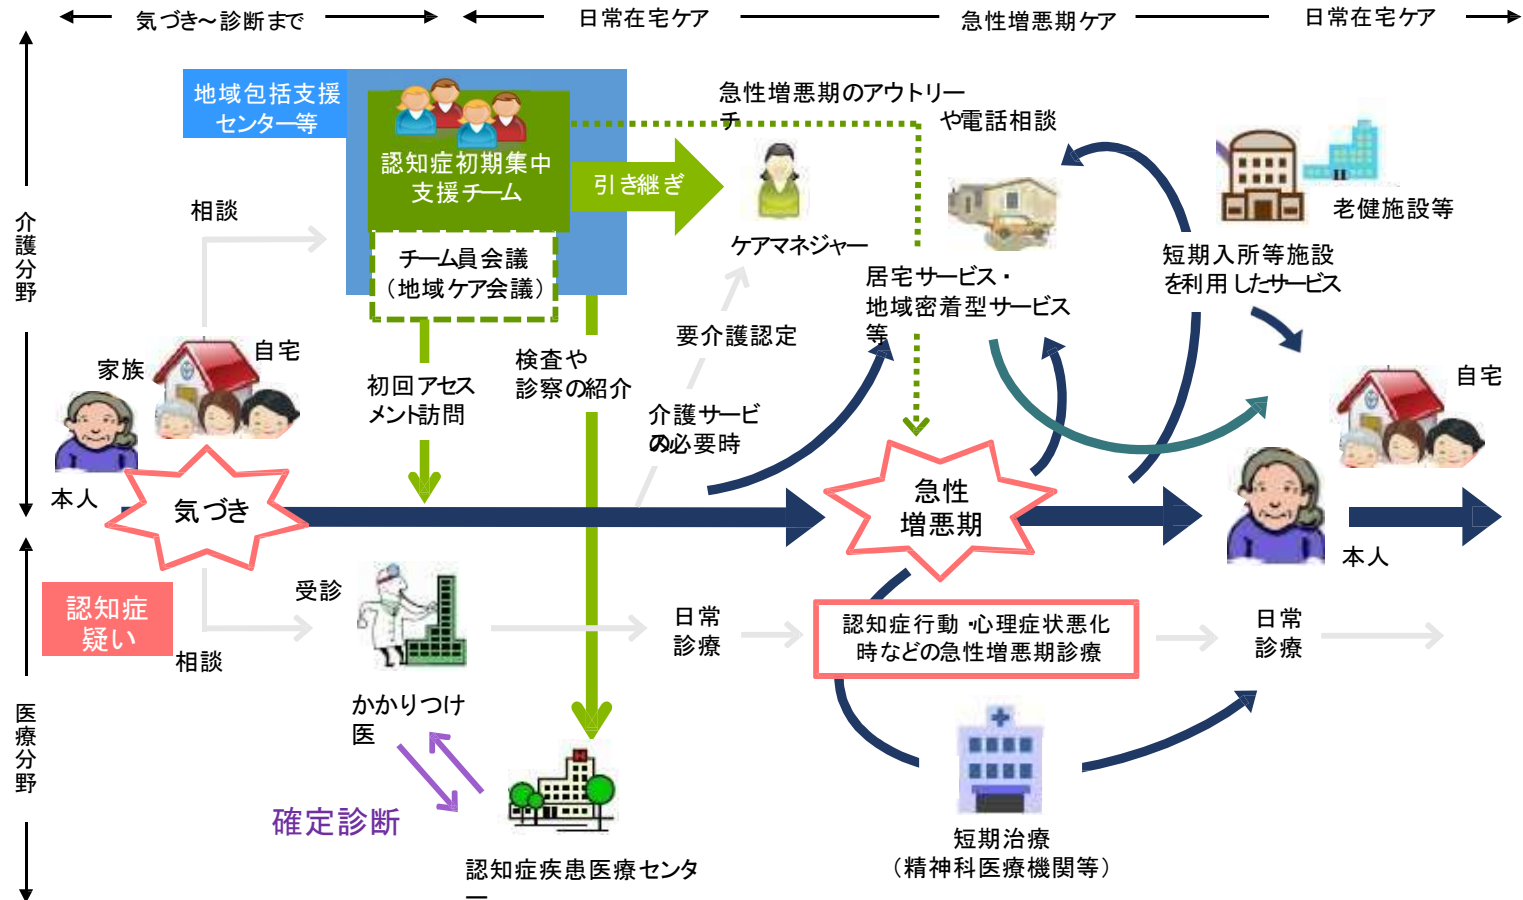 気づき～診断まで
日常在宅ケア
急性増悪期ケア
日常在宅ケア
介護分野
医療分野
地域包括支援
センター等
認知症初期集中
支援チーム
チーム員会議
（地域ケア会議）
引き継ぎ
急性増悪期のアウトリー
チ
や電話相談
ケアマネジャー
老健施設等
相談
短期入所等施設
を利用したサービス
居宅サービス・
地域密着型サービス
等
要介護認定
検査や
診察の紹介
初回アセス
メント訪問
介護サービ
スの必要時
家族
自宅
本人
気づき
急性
増悪期
自宅
本人
認知症
疑い
受診
相談
かかりつけ
医
日常
診療
認知症行動・心理症状悪化
時などの急性増悪期診療
日常
診療
確定診断
認知症疾患医療センタ
ー
短期治療
（精神科医療機関等）